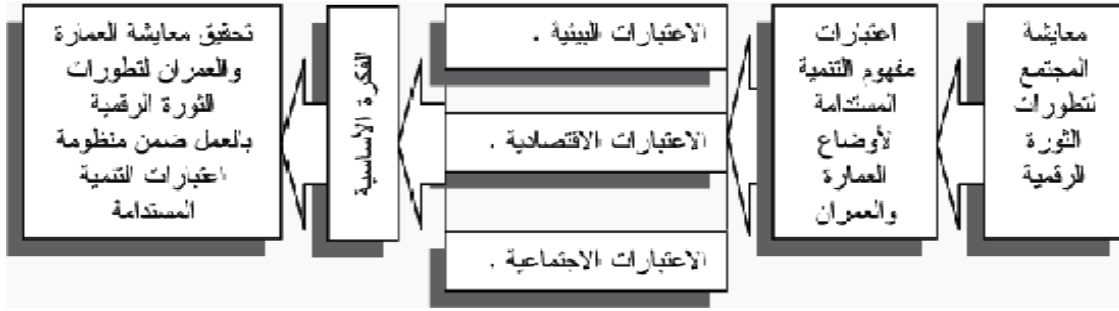 معايشة
المجتمع
لتطورات
الثورة
الرقمية
اعتبارات
مفهوم التنمية
المستدامة
لأوضاع
العمارة
والعمران
الاعتبارات البيئية .
الاعتبارات الاقتصادية .
الاعتبارات الاجتماعية .
الفكرة الأساسية
تحقيق معايشة العمارة
والعمران لتطورات
الثورة الرقمية
بالعمل ضمن منظومة
اعتبارات التنمية
المستدامة